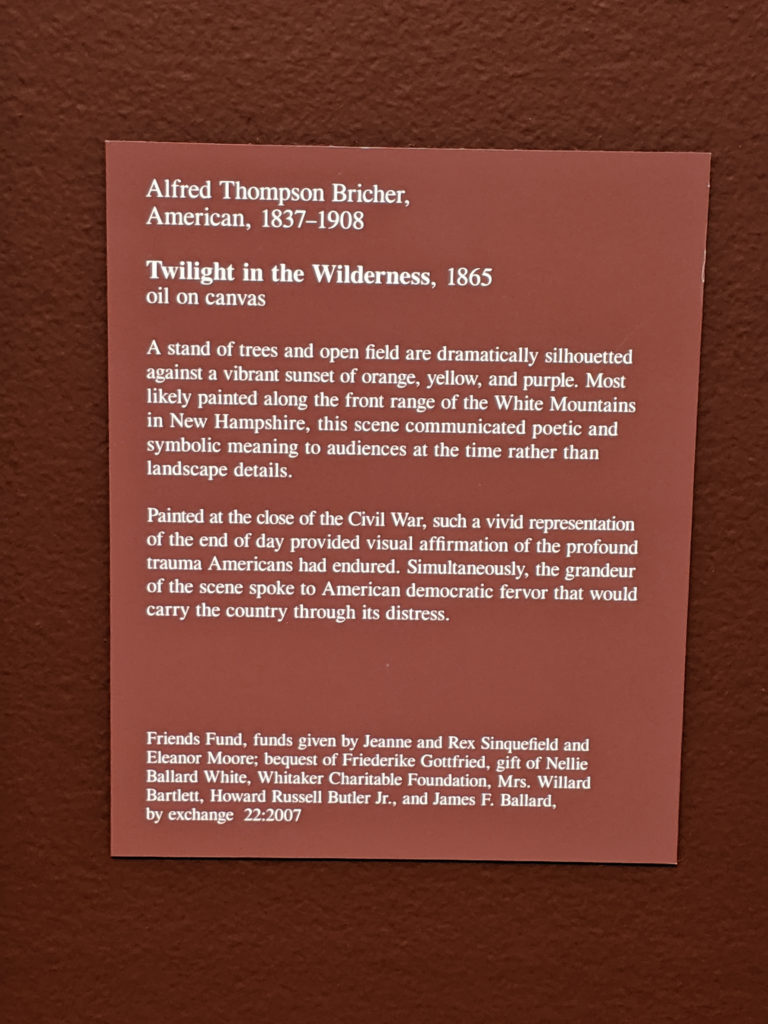 Alfred Thompson Bricher,
American, 1837–1908
Twilight in the Wilderness, 1865
oil on canvas
A stand of trees and open field are dramatically silhouetted
against a vibrant sunset of orange, yellow, and purple. Most
likely painted along the front range of the White Mountains
in New Hampshire, this scene communicated poetic and
symbolic meaning to audiences at the time rather than
landscape details.
Painted at the close of the Civil War, such a vivid representation
of the end of day provided visual affirmation of the profound
trauma Americans had endured. Simultaneously, the grandeur
of the scene spoke to American democratic fervor that would
carry the country through its distress.
Friends Fund, funds given by Jeanne and Rex Sinquefield and
Eleanor Moore; bequest of Friederike Gottfried, gift of Nellie
Ballard White, Whitaker Charitable Foundation, Mrs. Willard
Bartlett, Howard Russell Butler Jr., and James F. Ballard,
by exchange 22:2007